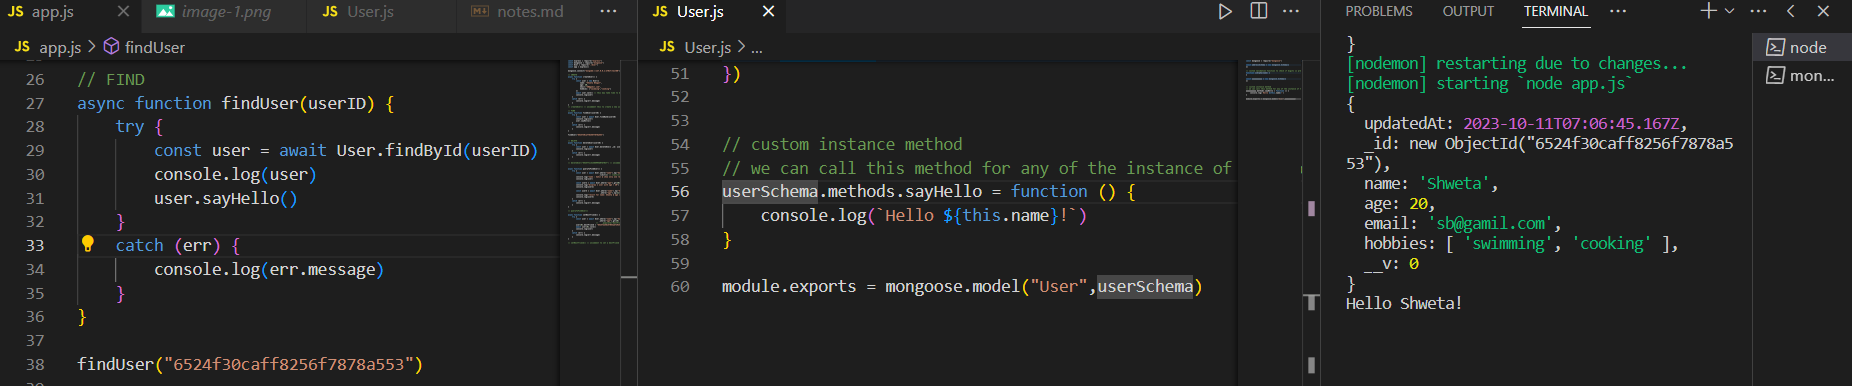 JS app.js
image-1.png
JS User.js
notes.md
JS app.js > findUser
26 // FIND
27 async function findUser(userID) {
28 try {
29 const user = await User.findById(userID)
30 console.log(user)
31 user.sayHello()
32 }
33 catch (err) {
34 console.log(err.message)
35 }
36 }
37
38 findUser("6524f30caff8256f7878a553")
JS User.js
JS User.js > ...
51 })
52
53
54 // custom instance method
55 // we can call this method for any of the instance of
56 userSchema.methods.sayHello = function () {
57 console.log(`Hello ${this.name}!`)
58 }
59
60 module.exports = mongoose.model("User",userSchema)
PROBLEMS OUTPUT TERMINAL ...
}
[nodemon] restarting due to changes...
[nodemon] starting `node app.js`
{
updatedAt: 2023-10-11T07:06:45.167Z,
_id: new ObjectId("6524f30caff8256f7878a5
53"),
name: 'Shweta',
age: 20,
email: 'sb@gamil.com',
hobbies: [ 'swimming', 'cooking' ],
__v: 0
}
Hello Shweta!
node
mon...